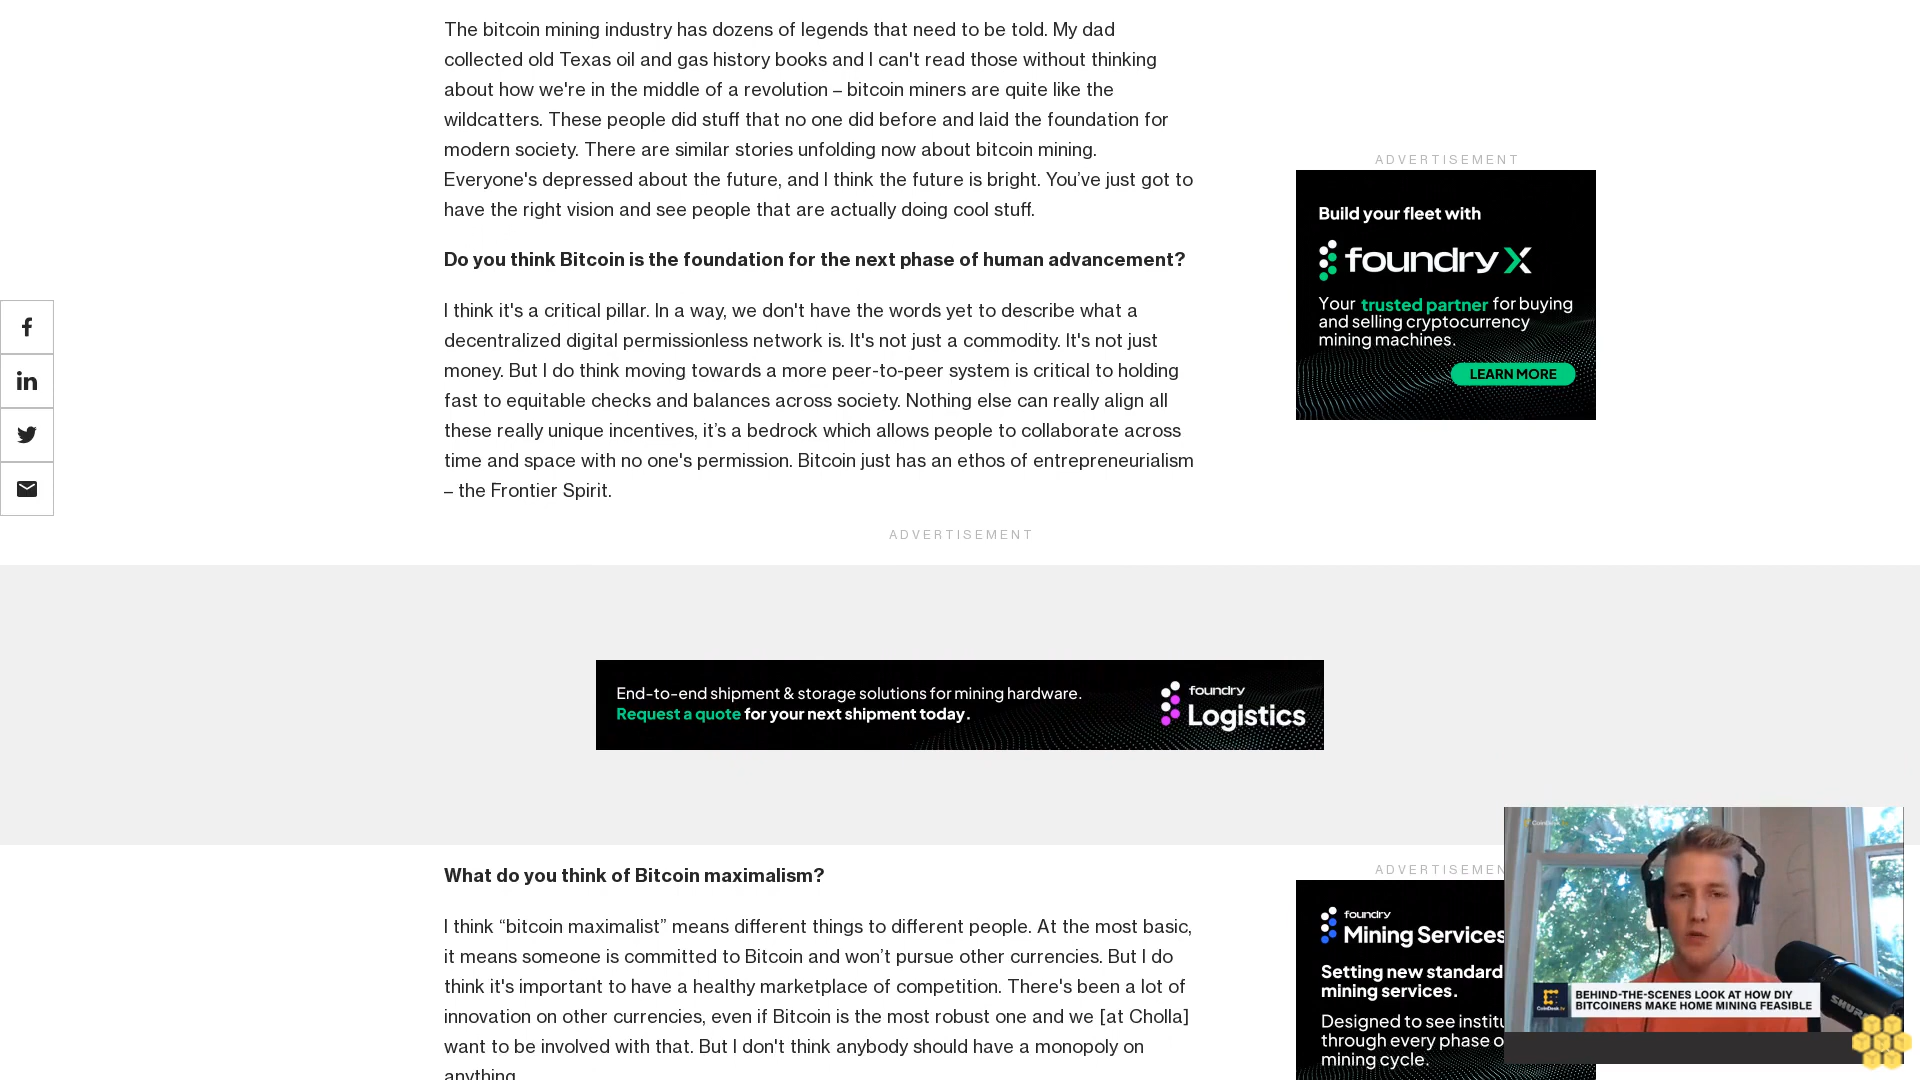 The bitcoin mining industry has dozens of legends that need to be told. My dad
collected old Texas oil and gas history books and I can't read those without thinking
about how we're in the middle of a revolution – bitcoin miners are quite like the
wildcatters. These people did stuff that no one did before and laid the foundation for
modern society. There are similar stories unfolding now about bitcoin mining.
Everyone's depressed about the future, and I think the future is bright. You’ve just got to
have the right vision and see people that are actually doing cool stuff.
ADVERTISEMENT
Build your fleet with
foundry X
Your trusted partner for buying
and selling cryptocurrency
mining machines.
LEARN MORE
Do you think Bitcoin is the foundation for the next phase of human advancement?
I think it's a critical pillar. In a way, we don't have the words yet to describe what a
decentralized digital permissionless network is. It's not just a commodity. It's not just
money. But I do think moving towards a more peer-to-peer system is critical to holding
fast to equitable checks and balances across society. Nothing else can really align all
these really unique incentives, it’s a bedrock which allows people to collaborate across
time and space with no one's permission. Bitcoin just has an ethos of entrepreneurialism
– the Frontier Spirit.
ADVERTISEMENT
End-to-end shipment & storage solutions for mining hardware.
Request a quote for your next shipment today.
foundry
Logistics
What do you think of Bitcoin maximalism?
I think “bitcoin maximalist” means different things to different people. At the most basic,
it means someone is committed to Bitcoin and won’t pursue other currencies. But I do
think it's important to have a healthy marketplace of competition. There's been a lot of
innovation on other currencies, even if Bitcoin is the most robust one and we [at Cholla]
want to be involved with that. But I don't think anybody should have a monopoly on
anything.
ADVERTISEMEN
foundry
Mining Services
Setting new standard
mining services.
Designed to see institu
through every phase o
mining cycle.
CoinDesk.tv
BEHIND-THE-SCENES LOOK AT HOW DIY
BITCOINERS MAKE HOME MINING FEASIBLE
CoinDesk.tv
SHURE